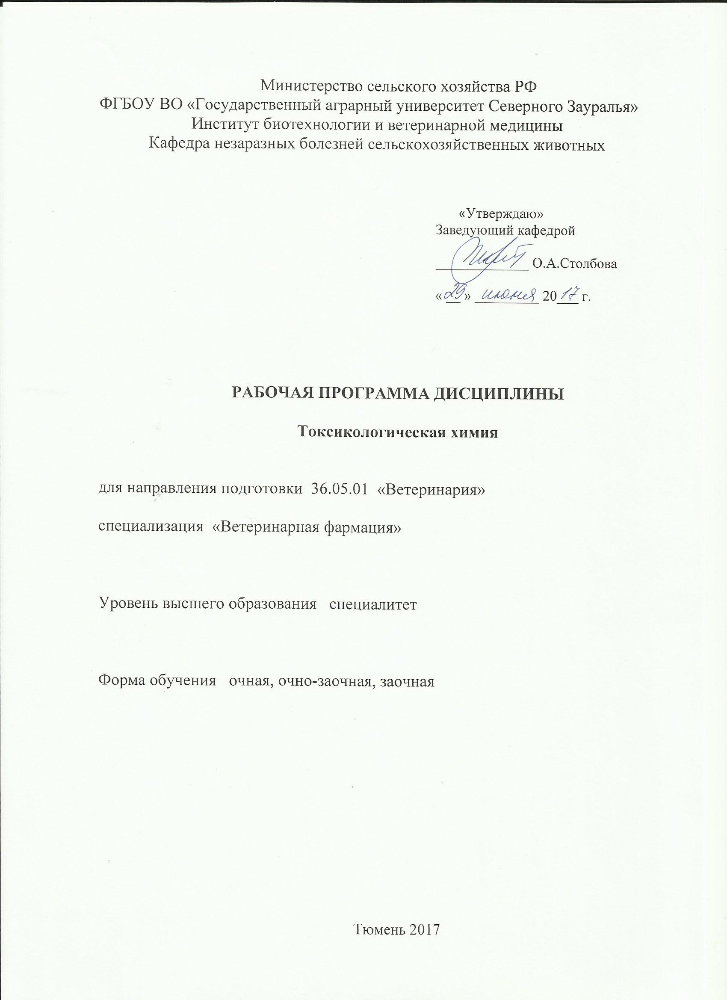 Министерство сельского хозяйства РФ
ФГБОУ ВО «Государственный аграрный университет Северного Зауралья»
Институт биотехнологии и ветеринарной медицины
Кафедра незаразных болезней сельскохозяйственных животных
«Утверждаю»
Заведующий кафедрой
О.А.Столбова
«29» июня 2017 г.
РАБОЧАЯ ПРОГРАММА ДИСЦИПЛИНЫ
Токсикологическая химия
для направления подготовки 36.05.01 «Ветеринария»
специализация «Ветеринарная фармация»
Уровень высшего образования специалитет
Форма обучения очная, очно-заочная, заочная
Тюмень 2017